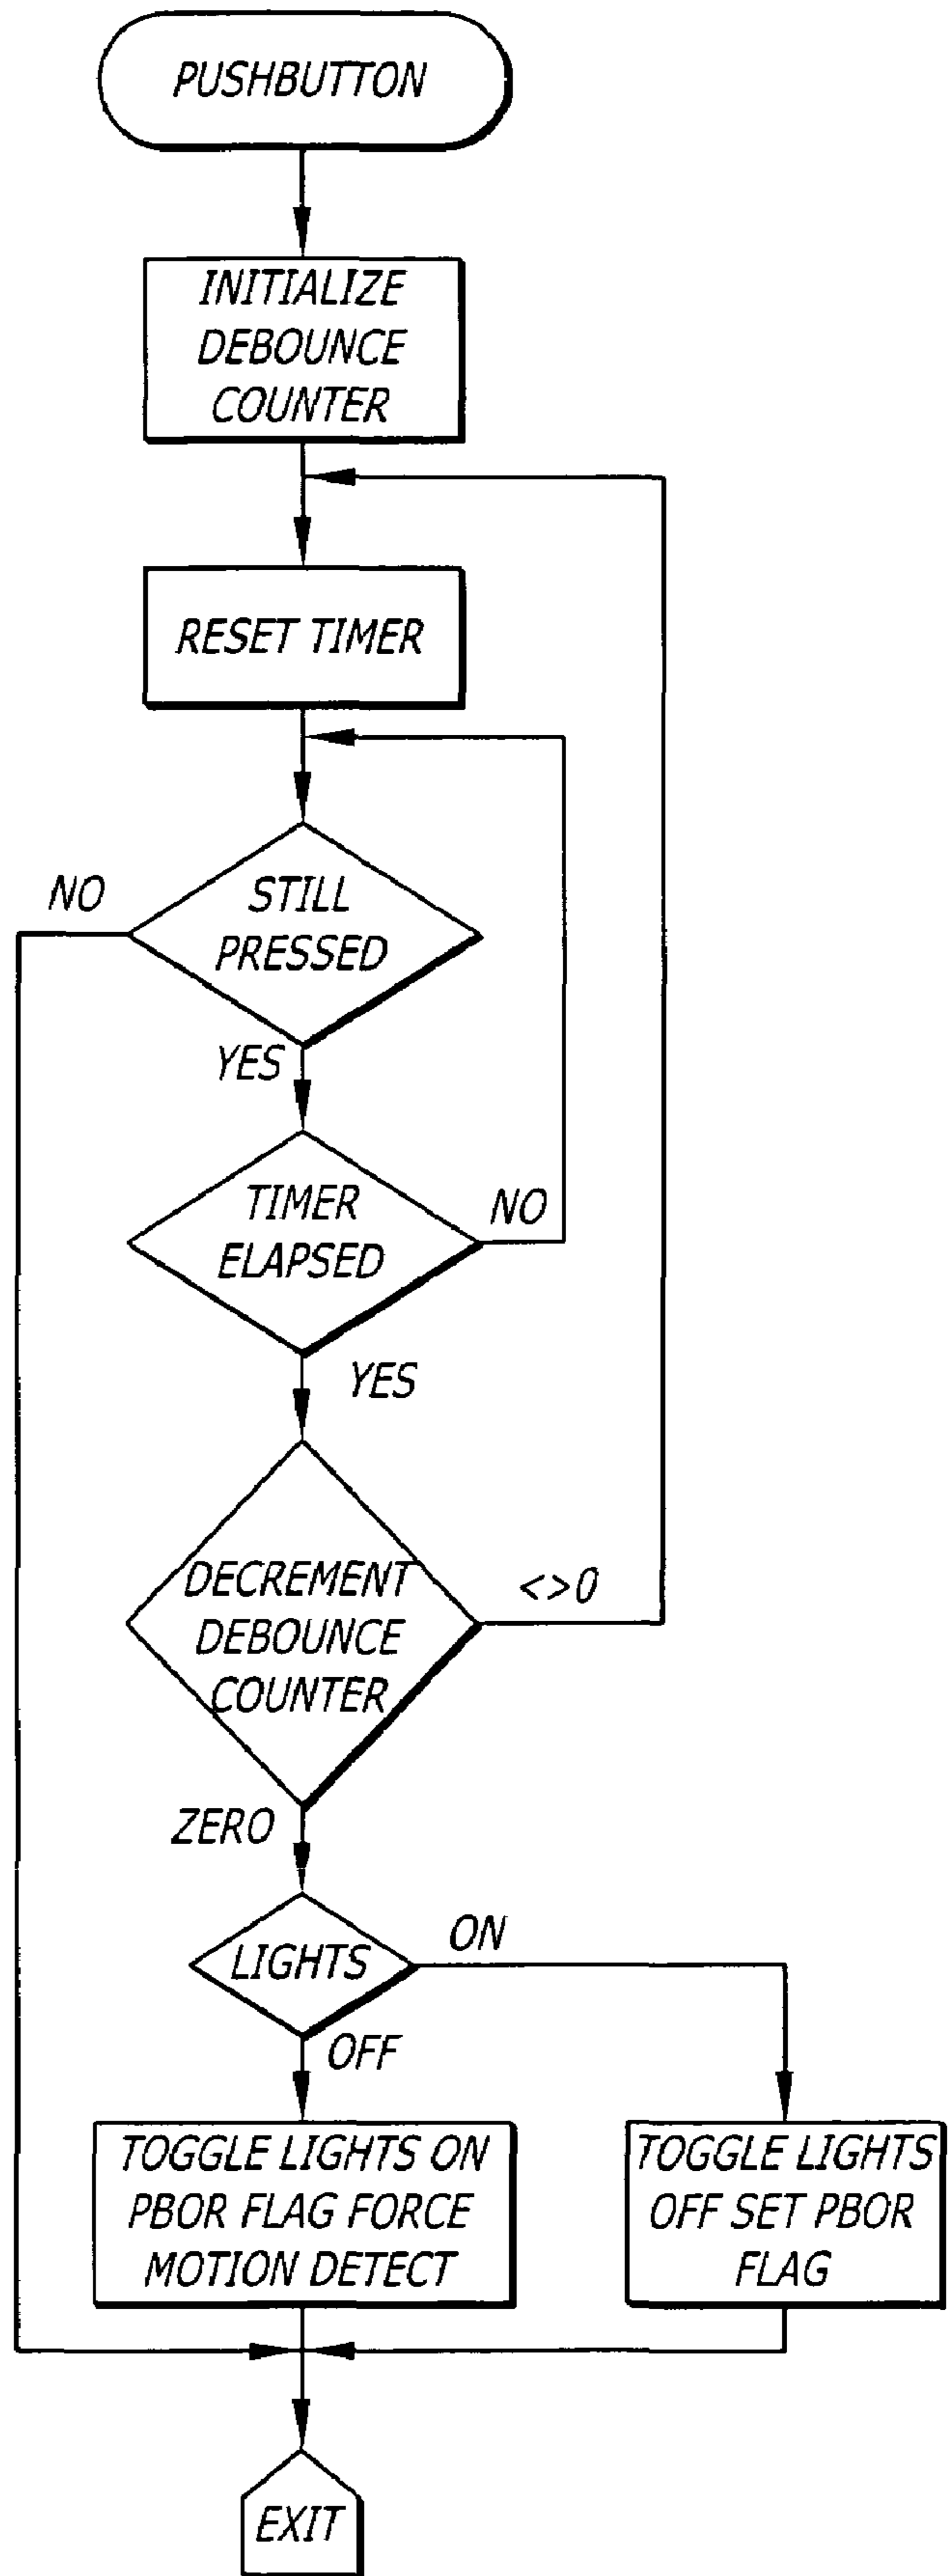 PUSHBUTTON
INITIALIZE
DEBOUNCE
COUNTER
RESET TIMER
NO
STILL
PRESSED
YES
TIMER
ELAPSED
NO
YES
DECREMENT
DEBOUNCE
COUNTER
<>0
ZERO
LIGHTS
ON
OFF
TOGGLE LIGHTS ON
PBOR FLAG FORCE
MOTION DETECT
TOGGLE LIGHTS
OFF SET PBOR
FLAG
EXIT